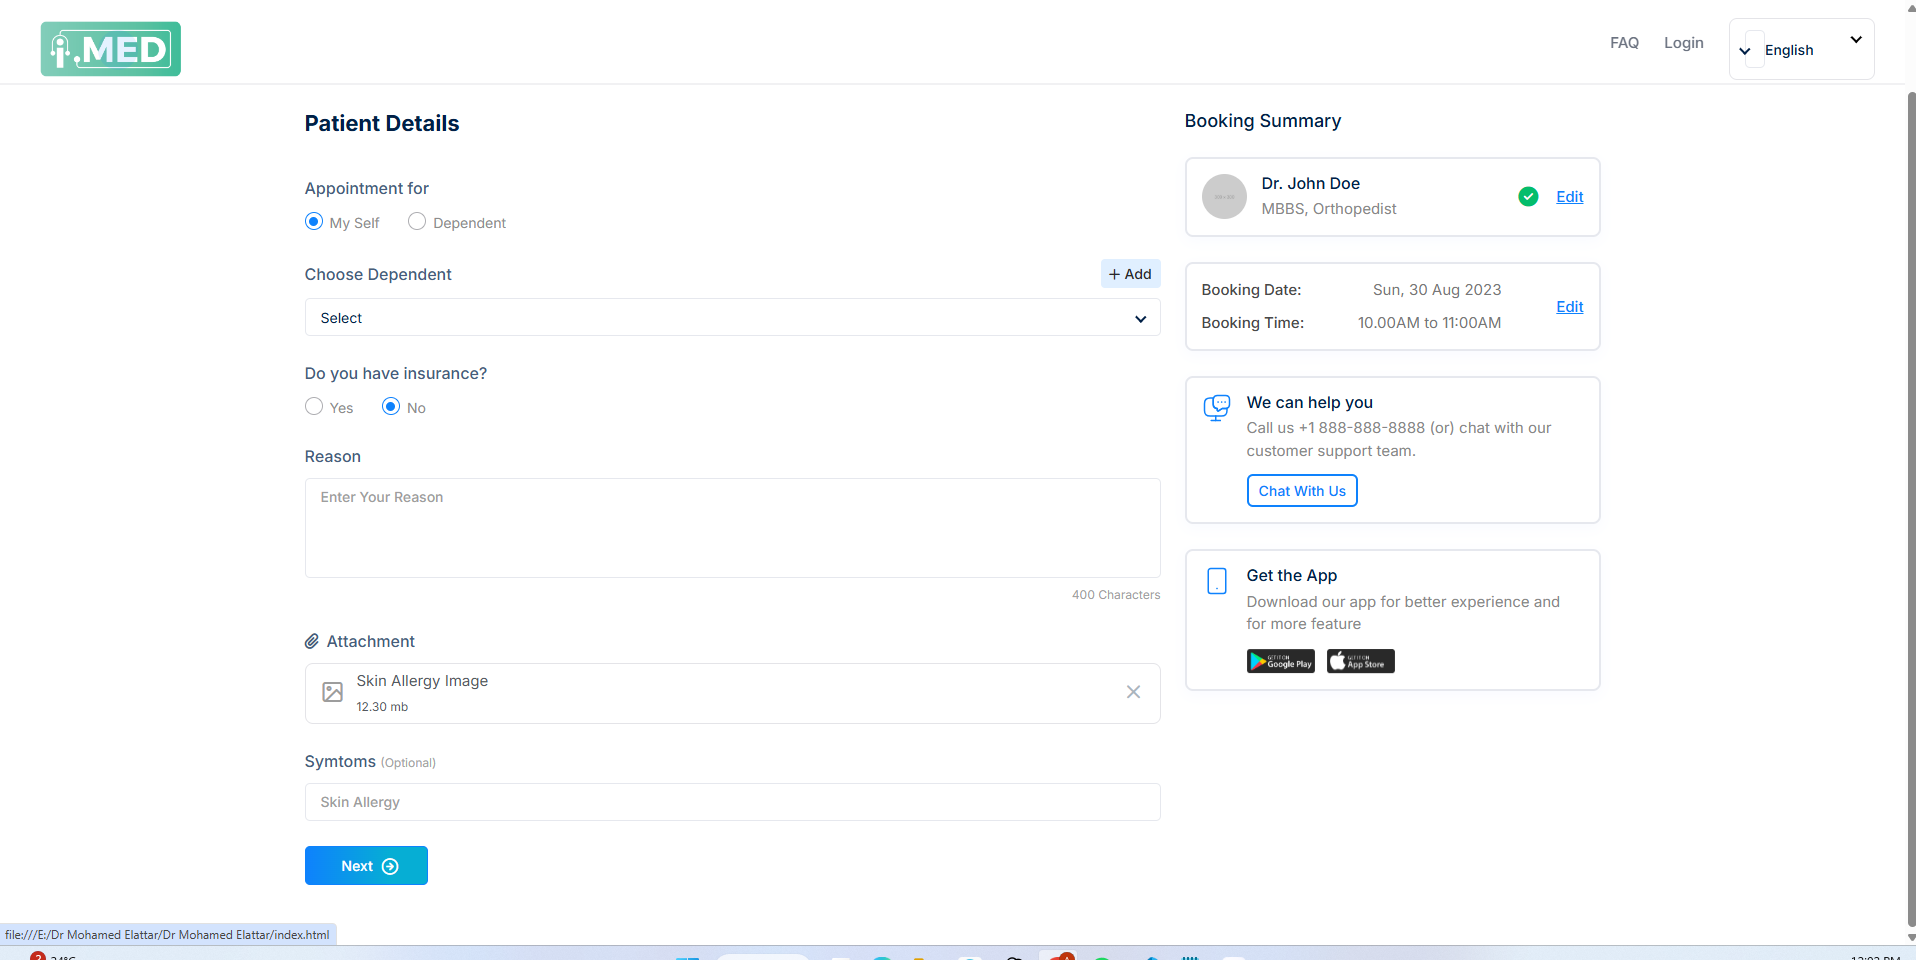 i.MED
FAQ
Login
English
Patient Details
Appointment for
My Self
Dependent
Choose Dependent
+ Add
Select
Do you have insurance?
Yes
No
Reason
Enter Your Reason
400 Characters
Attachment
Skin Allergy Image
12.30 mb
Symtoms (Optional)
Skin Allergy
Next
Booking Summary
Dr. John Doe
MBBS, Orthopedist
Edit
Booking Date:
Sun, 30 Aug 2023
Booking Time:
10.00AM to 11:00AM
Edit
We can help you
Call us +1 888-888-8888 (or) chat with our
customer support team.
Chat With Us
Get the App
Download our app for better experience and
for more feature
GET IT ON
Google Play
GET IT ON
App Store
file:///E:/Dr Mohamed Elattar/Dr Mohamed Elattar/index.html
2